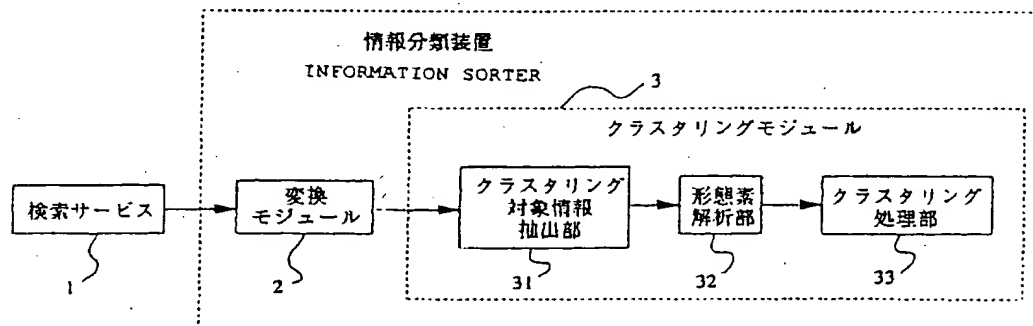 情報分類装置
INFORMATION SORTER
3
クラスタリングモジュール
検索サービス
変換
モジュール
クラスタリング
対象情報
抽出部
形態素
解析部
クラスタリング
処理部
1
2
31
32
33